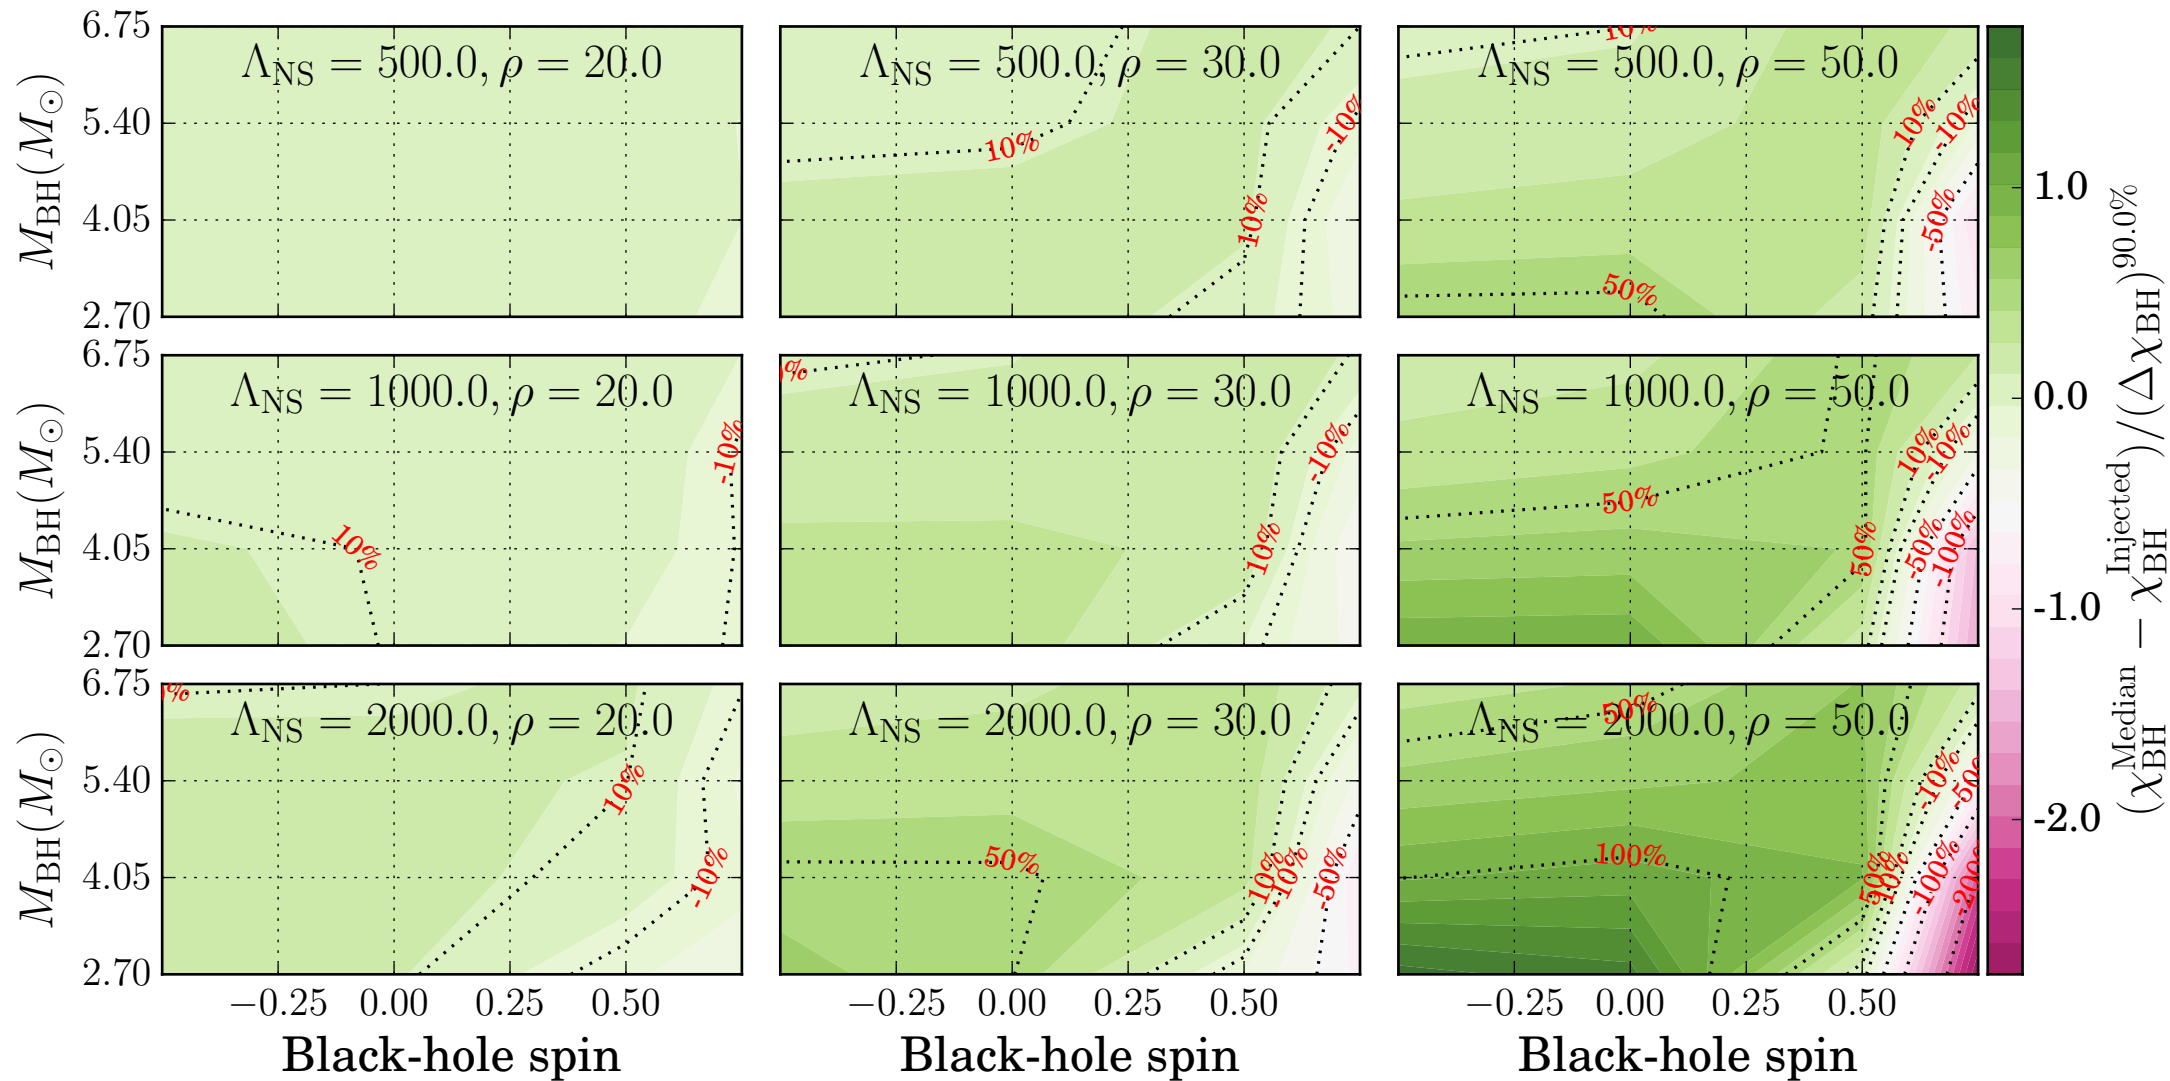 6.75
5.40
4.05
2.70
M_BH(M_⊙)
Λ_NS = 500.0, ρ = 20.0
Λ_NS = 500.0, ρ = 30.0
10%
10%
-10%
Λ_NS = 500.0, ρ = 50.0
10%
10%
-10%
-50%
50%
6.75
5.40
4.05
2.70
M_BH(M_⊙)
Λ_NS = 1000.0, ρ = 20.0
10%
-10%
Λ_NS = 1000.0, ρ = 30.0
10%
-10%
Λ_NS = 1000.0, ρ = 50.0
50%
50%
10%
-10%
-50%
-100%
6.75
5.40
4.05
2.70
M_BH(M_⊙)
Λ_NS = 2000.0, ρ = 20.0
10%
-10%
Λ_NS = 2000.0, ρ = 30.0
50%
10%
-10%
-50%
Λ_NS = 2000.0, ρ = 50.0
50%
100%
50%
10%
-10%
-100%
−0.25 0.00 0.25 0.50
−0.25 0.00 0.25 0.50
−0.25 0.00 0.25 0.50
Black-hole spin
Black-hole spin
Black-hole spin
1.0
0.0
-1.0
-2.0
(χ_BH^Median − χ_BH^Injected)/(Δχ_BH)^90.0%